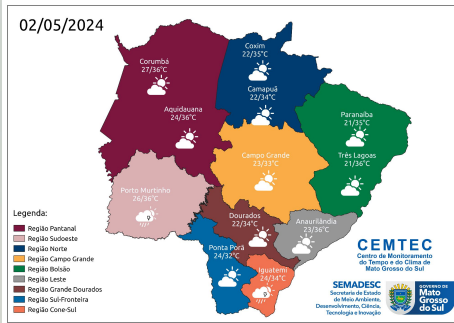 02/05/2024
Corumbá
27/36°C
Aquidauana
24/36°C
Coxim
22/35°C
Camapuã
22/34°C
Paranaíba
21/35°C
Três Lagoas
21/36°C
Campo Grande
23/33°C
Porto Murtinho
26/36°C
Dourados
22/34°C
Anaurilândia
23/36°C
Ponta Porã
24/32°C
Iguatemi
24/34°C
Legenda:
Região Pantanal
Região Sudoeste
Região Norte
Região Campo Grande
Região Bolsão
Região Leste
Região Grande Dourados
Região Sul-Fronteira
Região Cone-Sul
CEMTEC
Centro de Monitoramento
do Tempo e do Clima de
Mato Grosso do Sul
SEMADESC
Secretaria de Estado
de Meio Ambiente,
Desenvolvimento, Ciência,
Tecnologia e Inovação
GOVERNO DE
Mato
Grosso
do Sul